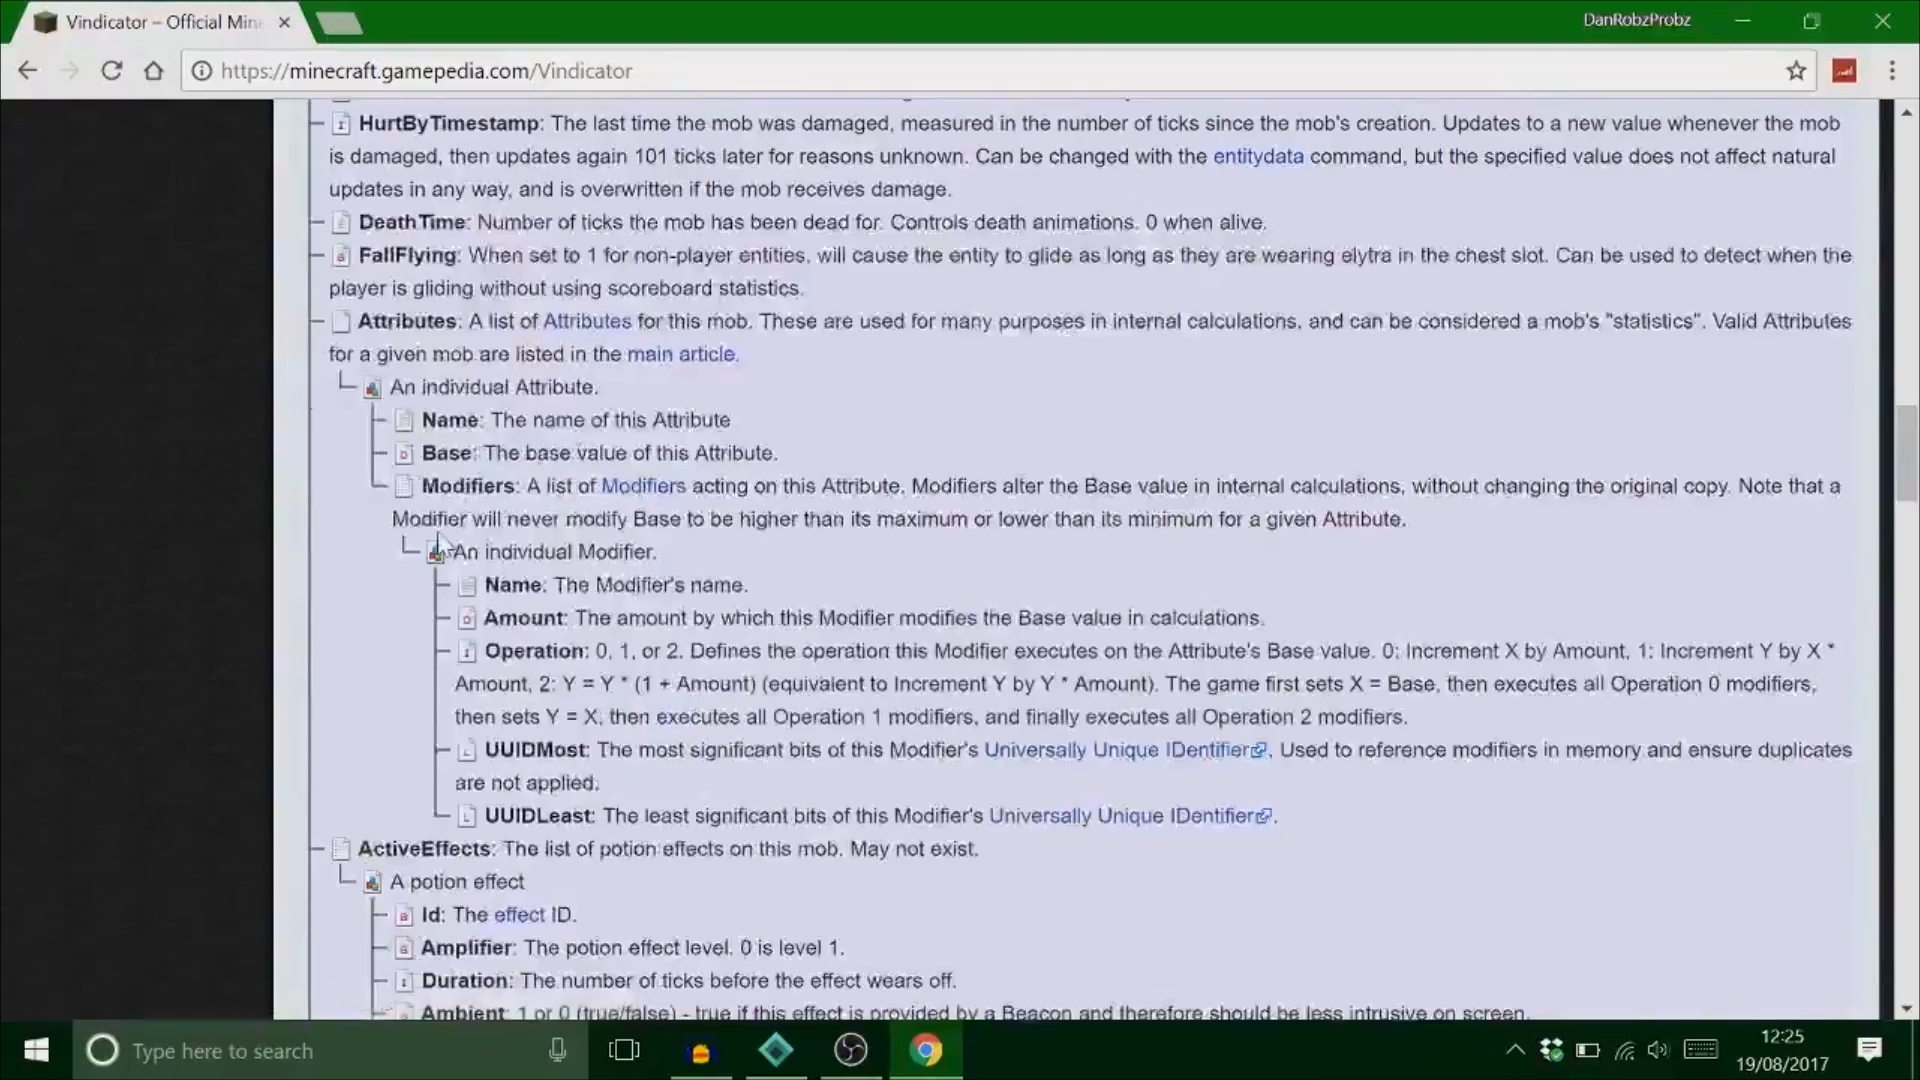 Vindicator – Official Min
DanRobzProbz
https://minecraft.gamepedia.com/Vindicator
HurtByTimestamp: The last time the mob was damaged, measured in the number of ticks since the mob's creation. Updates to a new value whenever the mob
is damaged, then updates again 101 ticks later for reasons unknown. Can be changed with the entitydata command, but the specified value does not affect natural
updates in any way, and is overwritten if the mob receives damage.
DeathTime: Number of ticks the mob has been dead for. Controls death animations. 0 when alive.
FallFlying: When set to 1 for non-player entities, will cause the entity to glide as long as they are wearing elytra in the chest slot. Can be used to detect when the
player is gliding without using scoreboard statistics.
Attributes: A list of Attributes for this mob. These are used for many purposes in internal calculations, and can be considered a mob's "statistics". Valid Attributes
for a given mob are listed in the main article.
An individual Attribute.
Name: The name of this Attribute
Base: The base value of this Attribute.
Modifiers: A list of Modifiers acting on this Attribute. Modifiers alter the Base value in internal calculations, without changing the original copy. Note that a
Modifier will never modify Base to be higher than its maximum or lower than its minimum for a given Attribute.
An individual Modifier.
Name: The Modifier's name.
Amount: The amount by which this Modifier modifies the Base value in calculations.
Operation: 0, 1, or 2. Defines the operation this Modifier executes on the Attribute's Base value. 0: Increment X by Amount, 1: Increment Y by X *
Amount, 2: Y = Y * (1 + Amount) (equivalent to Increment Y by Y * Amount). The game first sets X = Base, then executes all Operation 0 modifiers,
then sets Y = X, then executes all Operation 1 modifiers, and finally executes all Operation 2 modifiers.
UUIDMost: The most significant bits of this Modifier's Universally Unique IDentifier. Used to reference modifiers in memory and ensure duplicates
are not applied.
UUIDLeast: The least significant bits of this Modifier's Universally Unique IDentifier.
ActiveEffects: The list of potion effects on this mob. May not exist.
A potion effect
Id: The effect ID.
Amplifier: The potion effect level. 0 is level 1.
Duration: The number of ticks before the effect wears off.
Ambient: 1 or 0 (true/false) - true if this effect is provided by a Beacon and therefore should be less intrusive on screen.
Type here to search
12:25
19/08/2017